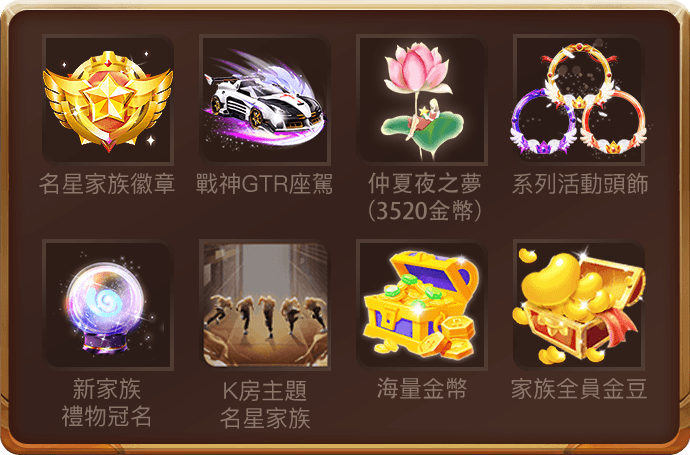 名星家族徽章
戰神GTR座駕
仲夏夜之夢
(3520金幣)
系列活動頭飾
新家族
禮物冠名
K房主題
名星家族
海量金幣
家族全員金豆